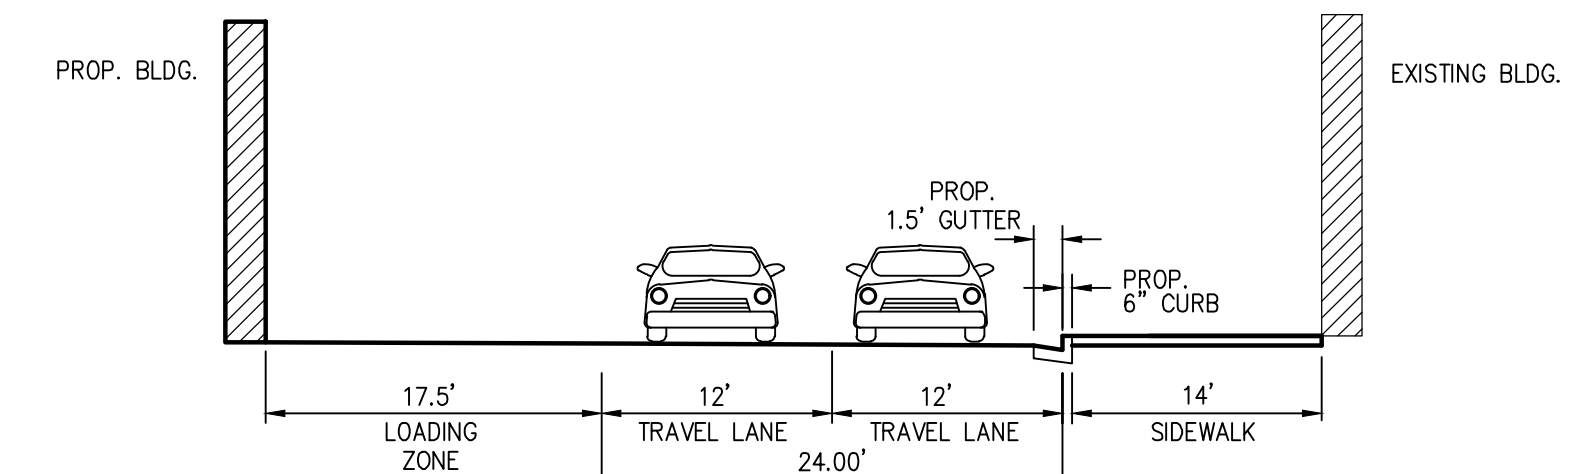 PROP. BLDG.
EXISTING BLDG.
PROP.
1.5' GUTTER
PROP.
6" CURB
17.5'
LOADING
ZONE
12'
TRAVEL LANE
12'
TRAVEL LANE
24.00'
14'
SIDEWALK